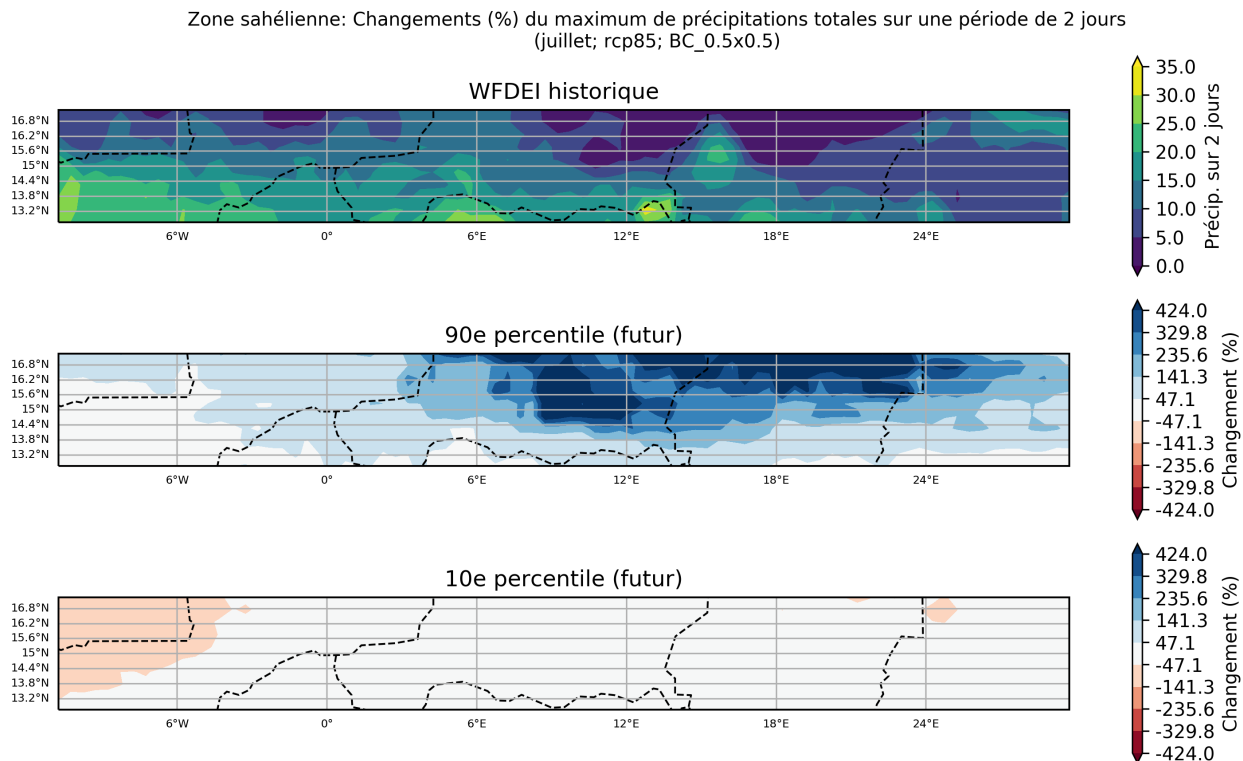 Zone sahélienne: Changements (%) du maximum de précipitations totales sur une période de 2 jours
(juillet; rcp85; BC_0.5x0.5)
WFDEI historique
16.8°N
16.2°N
15.6°N
15°N
14.4°N
13.8°N
13.2°N
6°W
0°
6°E
12°E
18°E
24°E
35.0
30.0
25.0
20.0
15.0
10.0
5.0
0.0
Précip. sur 2 jours
90e percentile (futur)
16.8°N
16.2°N
15.6°N
15°N
14.4°N
13.8°N
13.2°N
6°W
0°
6°E
12°E
18°E
24°E
424.0
329.8
235.6
141.3
47.1
-47.1
-141.3
-235.6
-329.8
-424.0
Changement (%)
10e percentile (futur)
16.8°N
16.2°N
15.6°N
15°N
14.4°N
13.8°N
13.2°N
6°W
0°
6°E
12°E
18°E
24°E
424.0
329.8
235.6
141.3
47.1
-47.1
-141.3
-235.6
-329.8
-424.0
Changement (%)